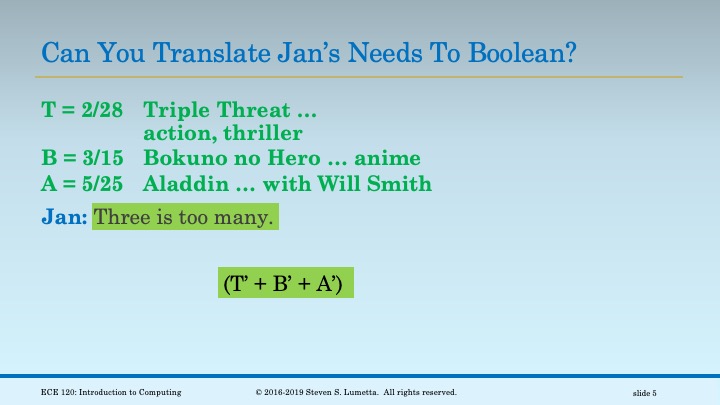 Can You Translate Jan’s Needs To Boolean?
T = 2/28 Triple Threat …
action, thriller
B = 3/15 Bokuno no Hero … anime
A = 5/25 Aladdin … with Will Smith
Jan: Three is too many.
(T’ + B’ + A’)
ECE 120: Introduction to Computing © 2016-2019 Steven S. Lumetta. All rights reserved. slide 5